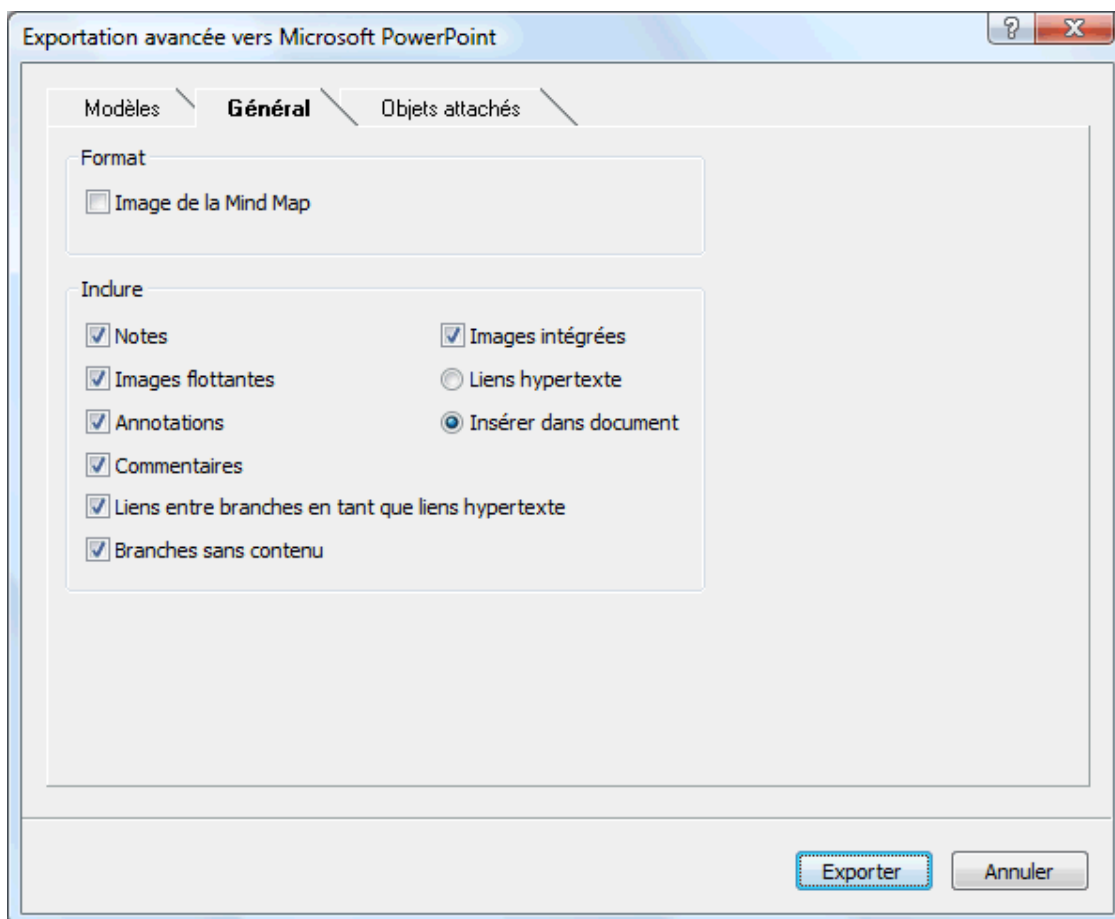 Exportation avancée vers Microsoft PowerPoint
?
X
Modèles
Général
Objets attachés
Format
Image de la Mind Map
Inclure
Notes
Images intégrées
Images flottantes
Liens hypertexte
Annotations
Insérer dans document
Commentaires
Liens entre branches en tant que liens hypertexte
Branches sans contenu
Exporter
Annuler